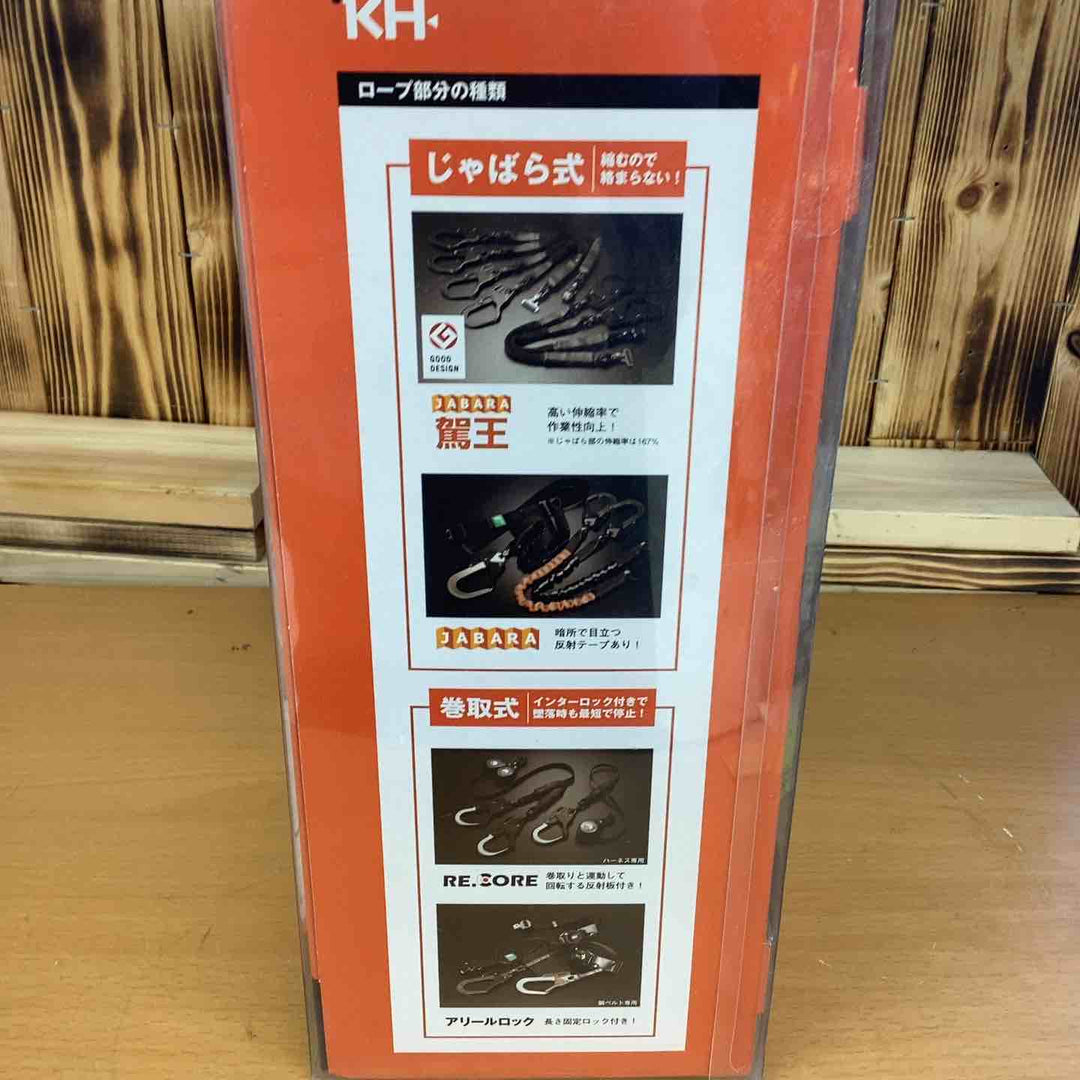 KH
ロープ部分の種類
じゃばら式
縮むので
絡まらない！
GOOD
DESIGN
JABARA
駕王
高い伸縮率で
作業性向上！
※じゃばら部の伸縮率は167%
JABARA
暗所で目立つ
反射テープあり！
巻取式
インターロック付きで
墜落時も最短で停止！
ハーネス専用
RE.CORE
巻取りと連動して
回転する反射板付き！
胴ベルト専用
アリールロック
長さ固定ロック付き！